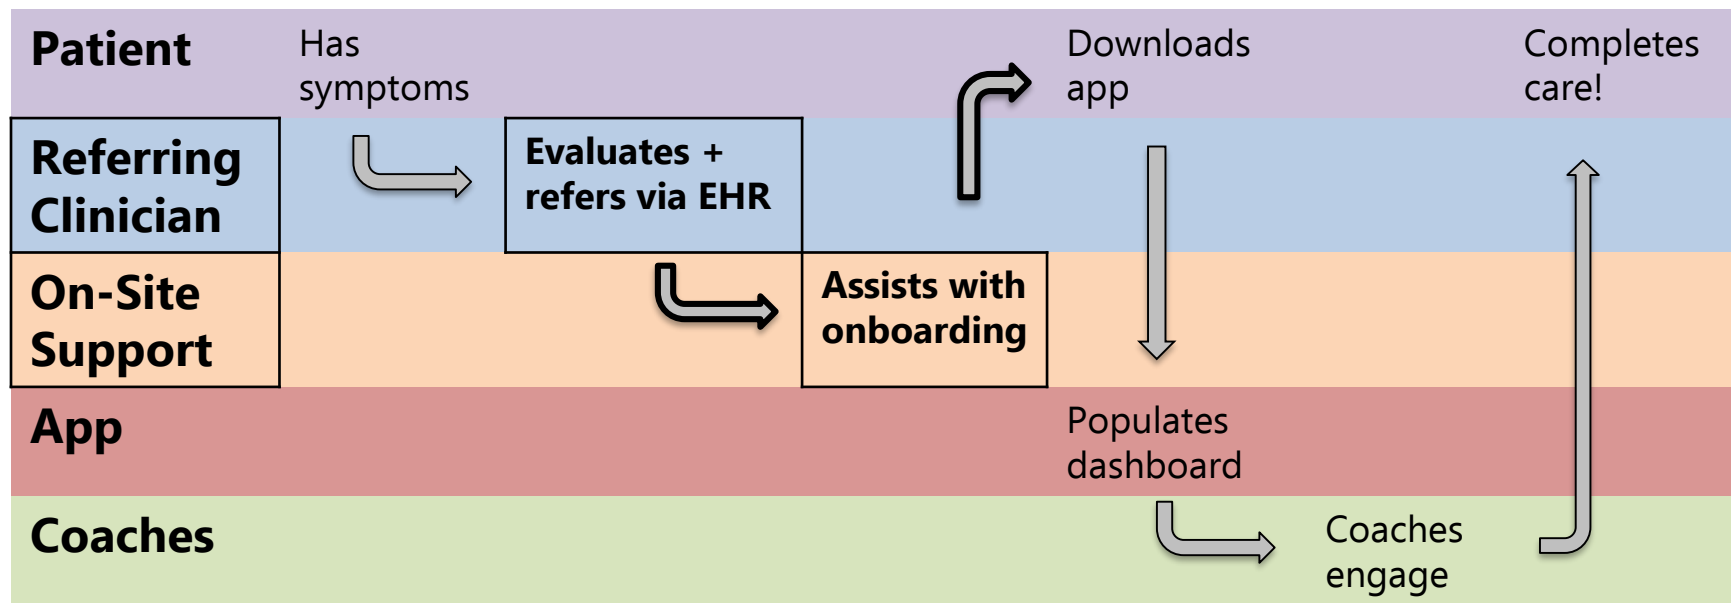 Patient
Has
symptoms
Downloads
app
Completes
care!
Referring
Clinician
Evaluates +
refers via EHR
On-Site
Support
Assists with
onboarding
App
Populates
dashboard
Coaches
Coaches
engage